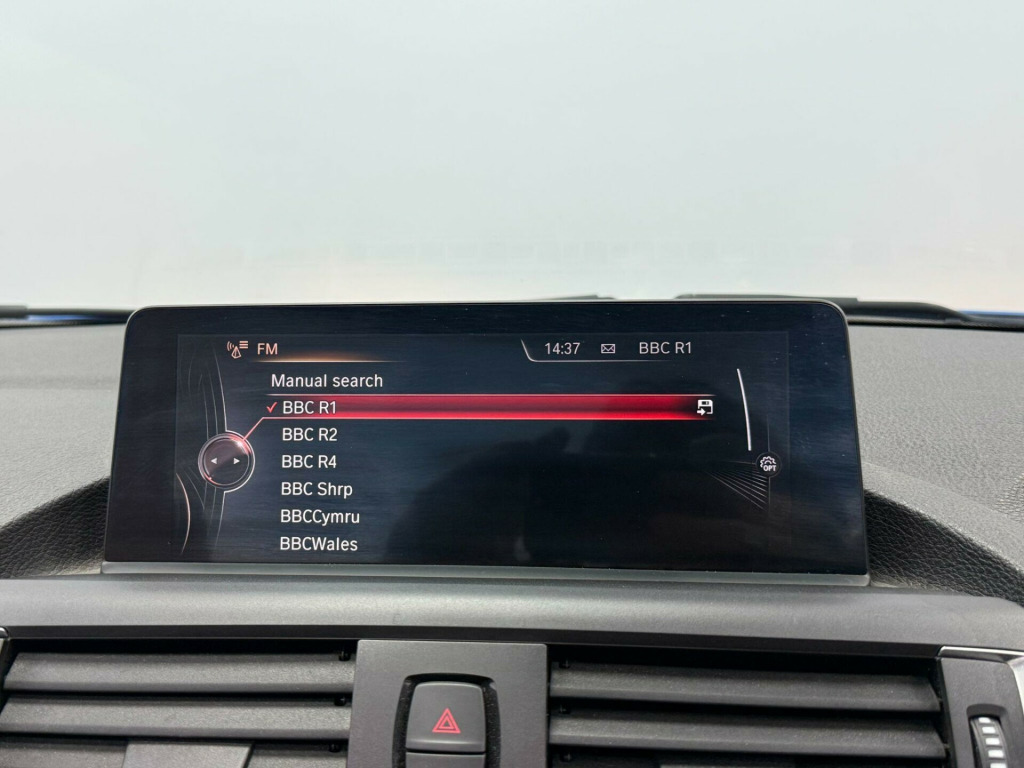 FM
14:37 BBC R1
Manual search
BBC R1
BBC R2
BBC R4
BBC Shrp
BBCCymru
BBCWales
OPT